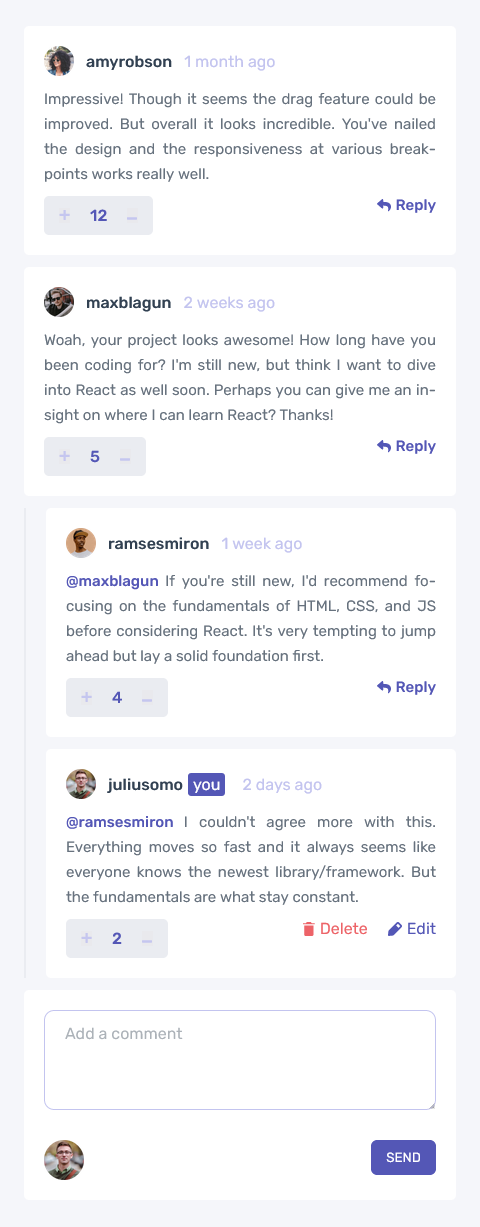 amyrobson 1 month ago
Impressive! Though it seems the drag feature could be
improved. But overall it looks incredible. You've nailed
the design and the responsiveness at various break-
points works really well.
+ 12 –
Reply
maxblagun 2 weeks ago
Woah, your project looks awesome! How long have you
been coding for? I'm still new, but think I want to dive
into React as well soon. Perhaps you can give me an in-
sight on where I can learn React? Thanks!
+ 5 –
Reply
ramsesmiron 1 week ago
@maxblagun If you're still new, I'd recommend fo-
cusing on the fundamentals of HTML, CSS, and JS
before considering React. It's very tempting to jump
ahead but lay a solid foundation first.
+ 4 –
Reply
juliusomo you 2 days ago
@ramsesmiron I couldn't agree more with this.
Everything moves so fast and it always seems like
everyone knows the newest library/framework. But
the fundamentals are what stay constant.
+ 2 –
Delete Edit
Add a comment
SEND